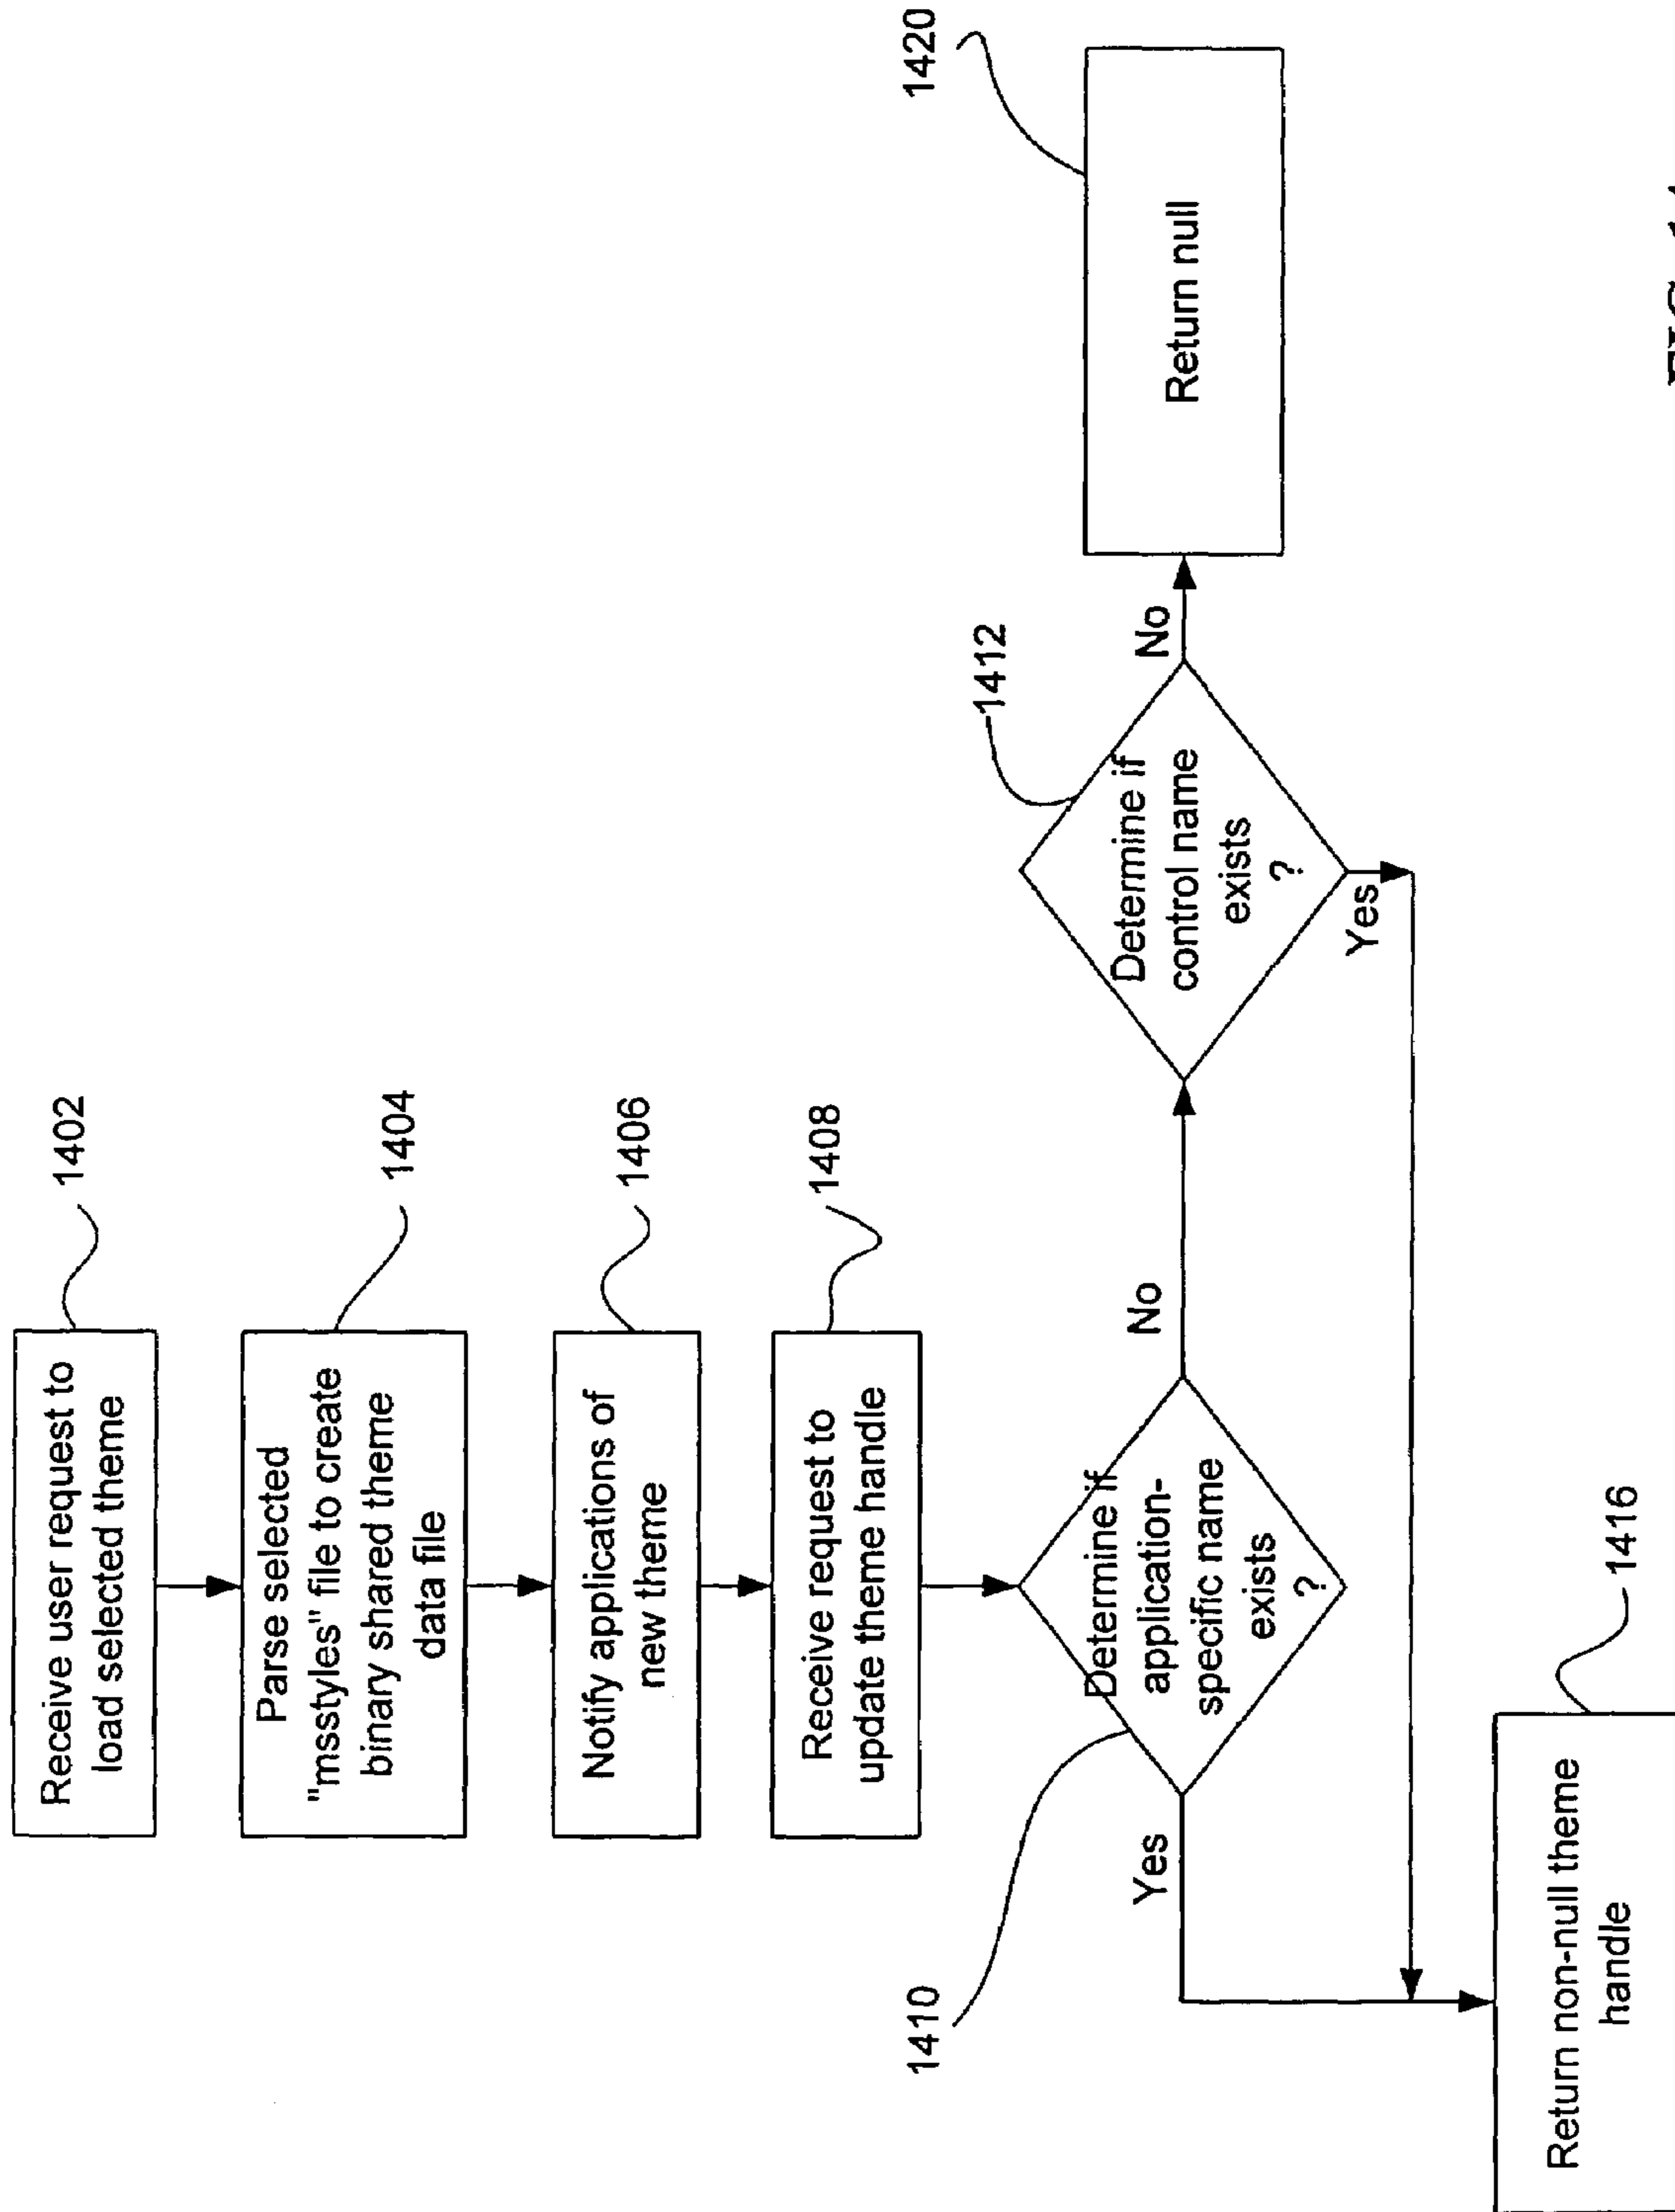 Receive user request to
load selected theme
1402
Parse selected
"msstyles" file to create
binary shared theme
data file
1404
Notify applications of
new theme
1406
Receive request to
update theme handle
1408
Determine if
application-
specific name
exists
?
1410
Yes
No
Determine if
control name
exists
?
1412
No
Yes
Return null
1420
Return non-null theme
handle
1416